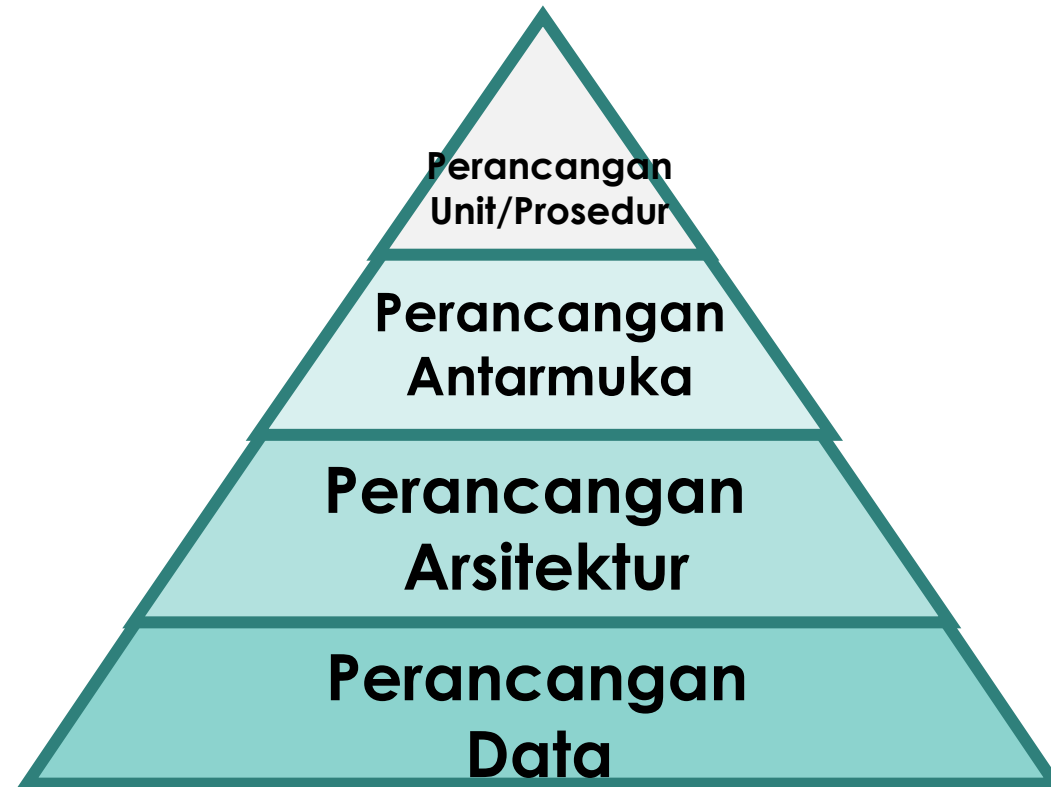 Perancangan
Unit/Prosedur
Perancangan
Antarmuka
Perancangan
Arsitektur
Perancangan
Data